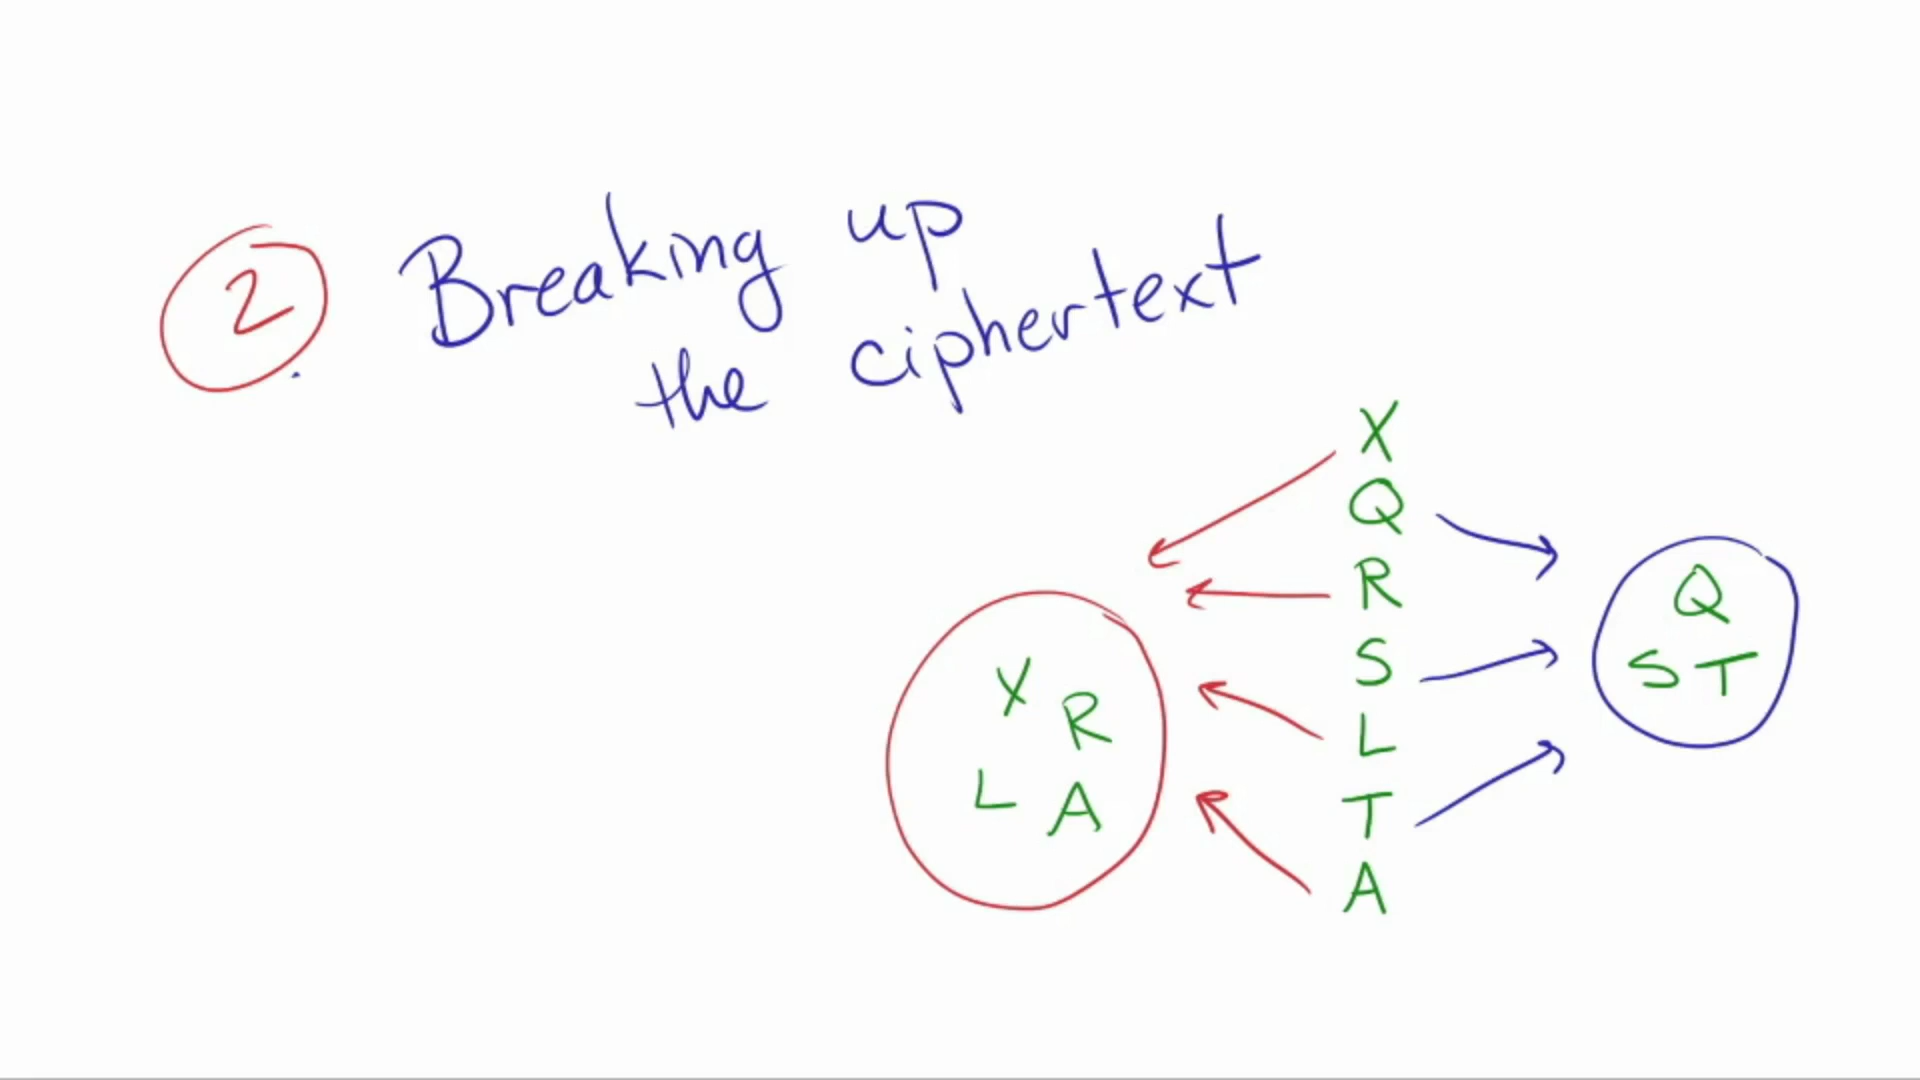 2
Breaking up
the ciphertext
X
Q
R
S
L
T
A
X R
L A
Q
S T